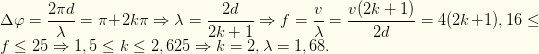 Δφ = 2πd/λ = π+2kπ ⇒ λ = 2d/(2k + 1) ⇒ f = v/λ = v(2k + 1)/2d = 4(2k+1), 16 ≤
f ≤ 25 ⇒ 1, 5 ≤ k ≤ 2, 625 ⇒ k = 2, λ = 1, 68.